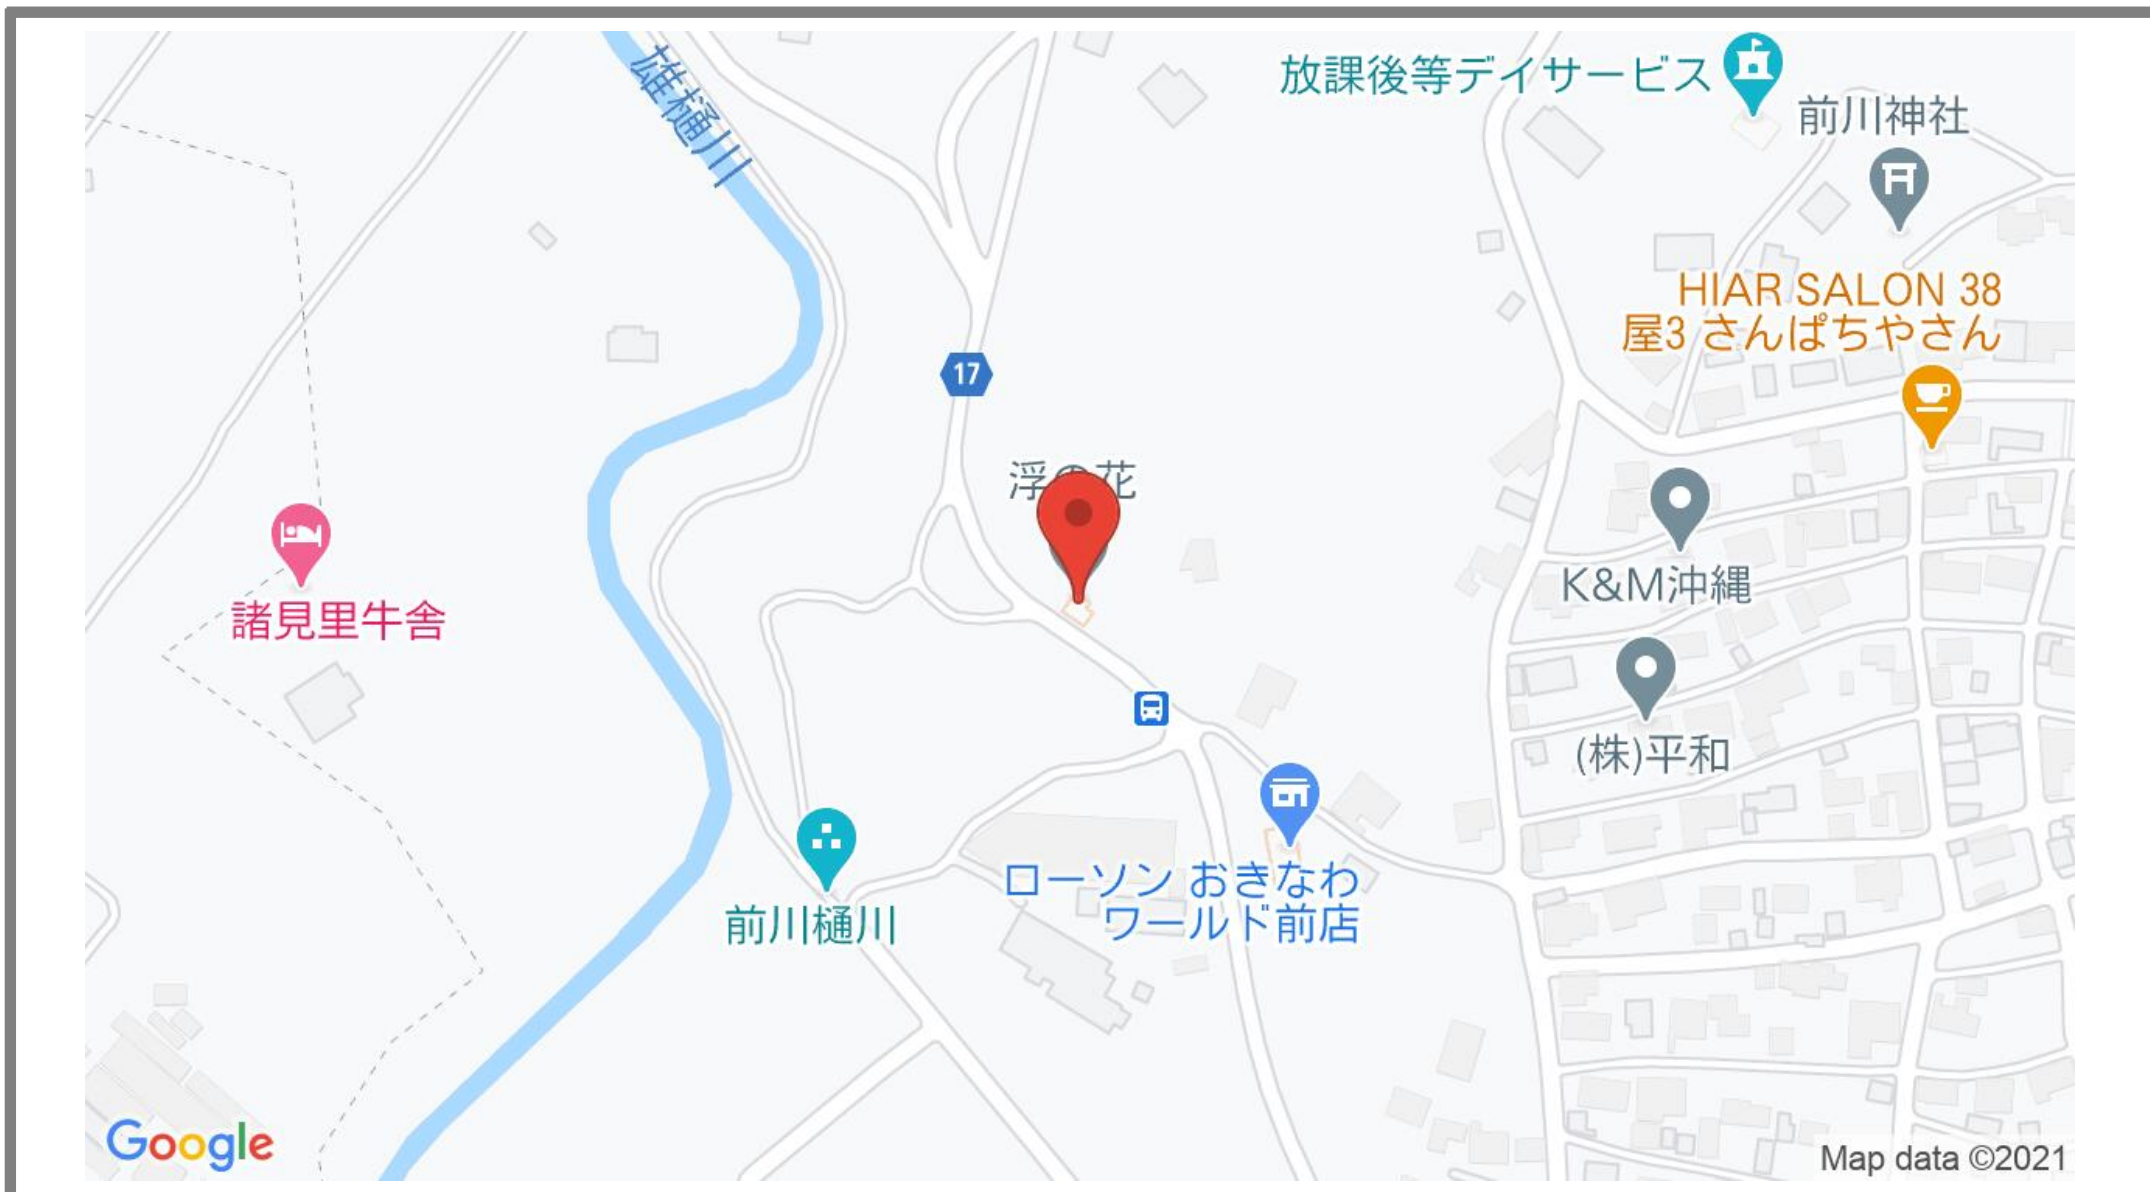 雄樋川
放課後等デイサービス
前川神社
HIAR SALON 38
屋3 さんぱちやさん
17
浮の花
K&M沖縄
諸見里牛舎
(株)平和
ローソン おきなわ
ワールド前店
前川樋川
Google
Map data ©2021